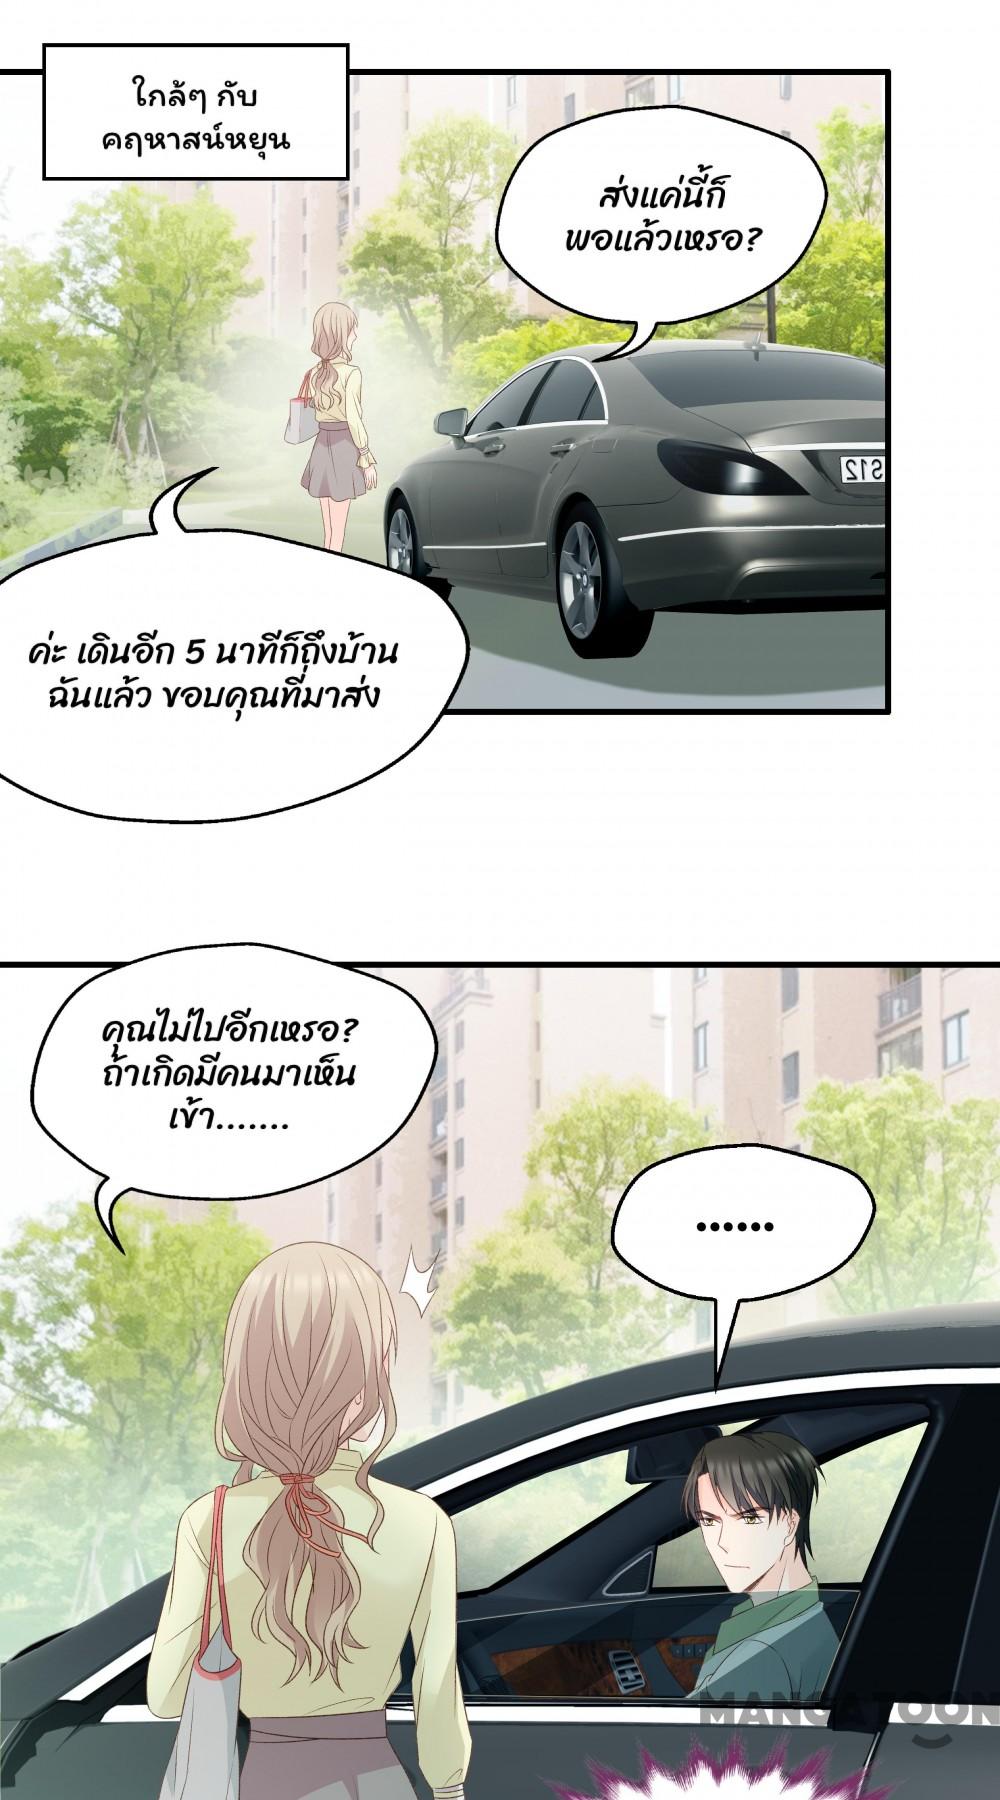 ใกล้ๆ กับ
คฤหาสน์หยุน
ส่งแค่นี้ก็
พอแล้วเหรอ?
S12
ค่ะ เดินอีก 5 นาทีก็ถึงบ้าน
ฉันแล้ว ขอบคุณที่มาส่ง
คุณไม่ไปอีกเหรอ?
ถ้าเกิดมีคนมาเห็น
เข้า.......
......
MANGATOON